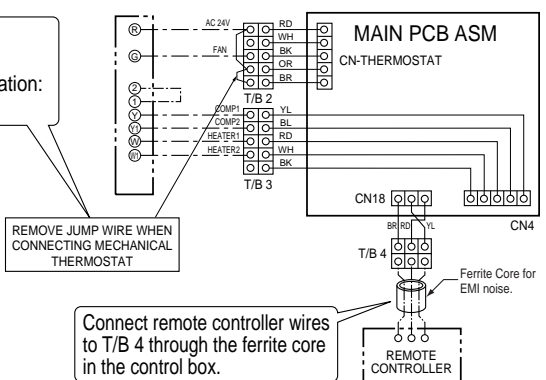 ation:
R
G
2
1
Y
Y1
W
W1
AC 24V
FAN
COMP1
COMP2
HEATER1
HEATER2
T/B 2
T/B 3
RD
WH
BK
OR
BR
YL
BL
RD
WH
BK
MAIN PCB ASM
CN-THERMOSTAT
CN18
CN4
BR RD YL
T/B 4
Ferrite Core for
EMI noise.
REMOVE JUMP WIRE WHEN
CONNECTING MECHANICAL
THERMOSTAT
Connect remote controller wires
to T/B 4 through the ferrite core
in the control box.
REMOTE
CONTROLLER